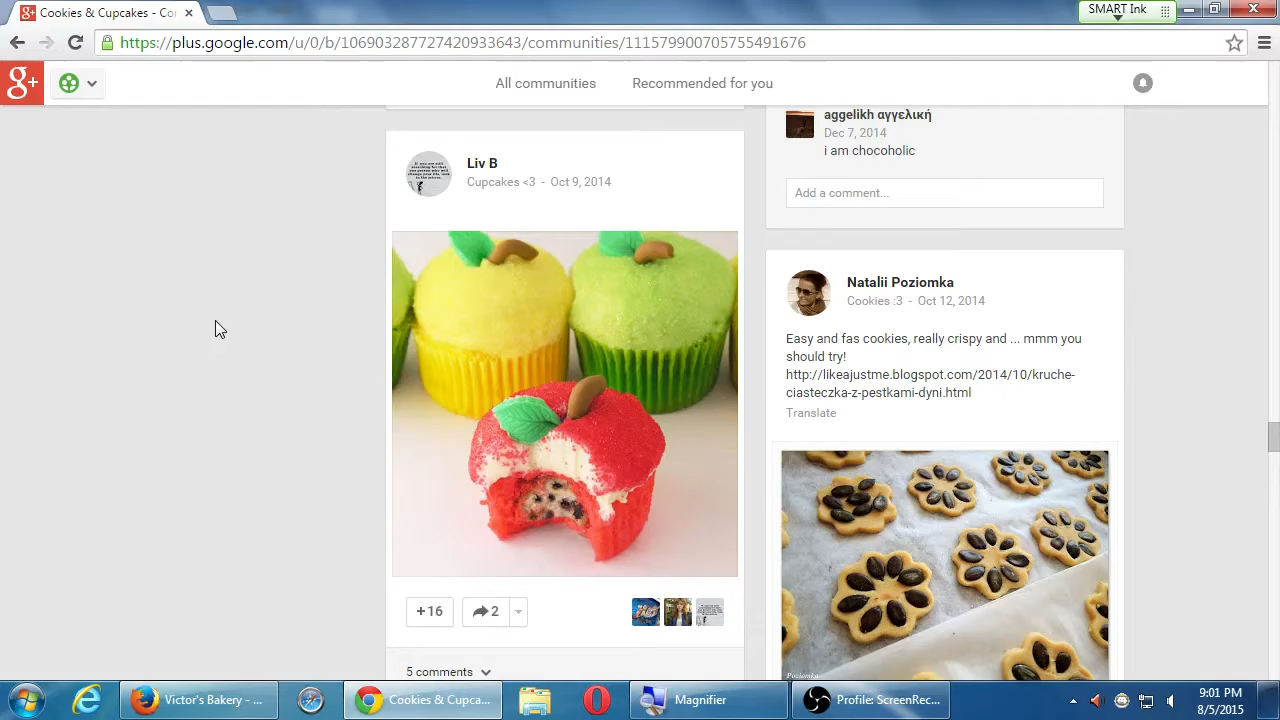 Cookies & Cupcakes - Co
SMART Ink
https://plus.google.com/u/0/b/106903287727420933643/communities/111579900705755491676
g+
All communities
Recommended for you
Liv B
Cupcakes <3 - Oct 9, 2014
+16
2
5 comments
aggelikh αγγελική
Dec 7, 2014
i am chocoholic
Add a comment...
Natalii Poziomka
Cookies :3 - Oct 12, 2014
Easy and fas cookies, really crispy and ... mmm you
should try!
http://likeajustme.blogspot.com/2014/10/kruche-
ciasteczka-z-pestkami-dyni.html
Translate
Poziomka
Victor's Bakery - ...
Cookies & Cupca...
Magnifier
Profile: ScreenRec...
9:01 PM
8/5/2015